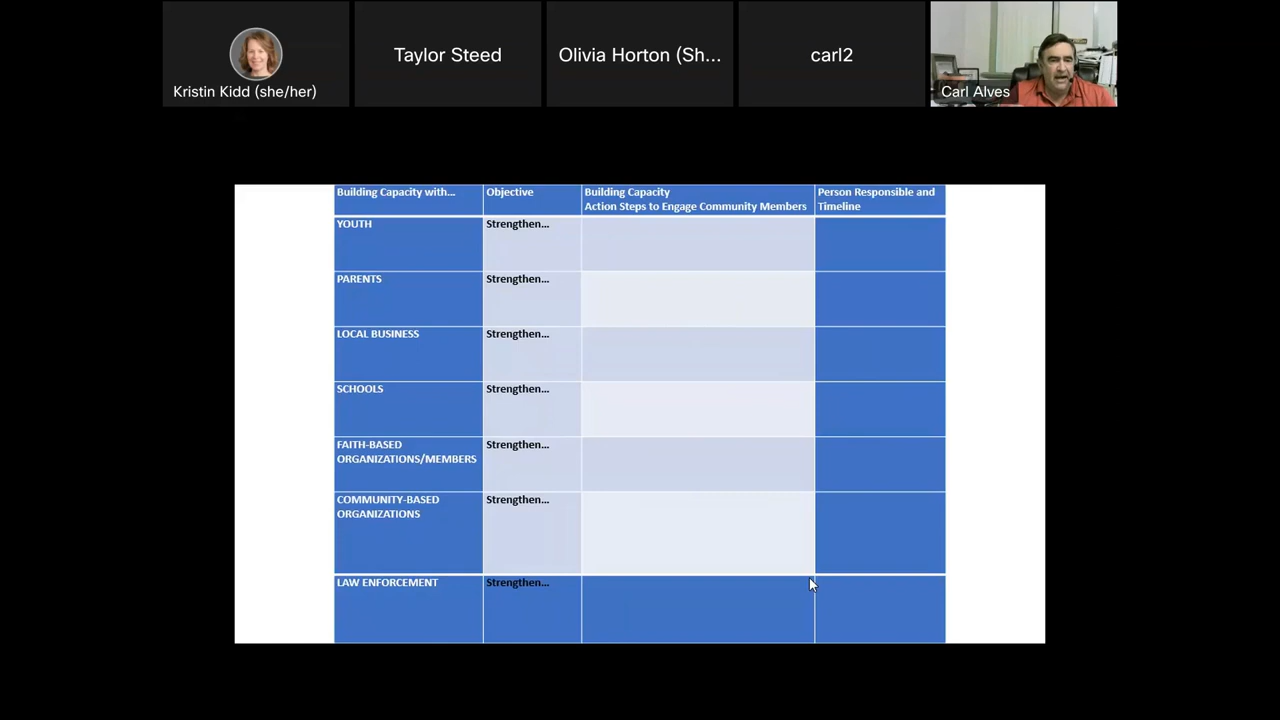 Kristin Kidd (she/her)
Taylor Steed
Olivia Horton (Sh...
carl2
Carl Alves
Building Capacity with...
Objective
Building Capacity
Action Steps to Engage Community Members
Person Responsible and
Timeline
YOUTH
Strengthen...
PARENTS
Strengthen...
LOCAL BUSINESS
Strengthen...
SCHOOLS
Strengthen...
FAITH-BASED
ORGANIZATIONS/MEMBERS
Strengthen...
COMMUNITY-BASED
ORGANIZATIONS
Strengthen...
LAW ENFORCEMENT
Strengthen...